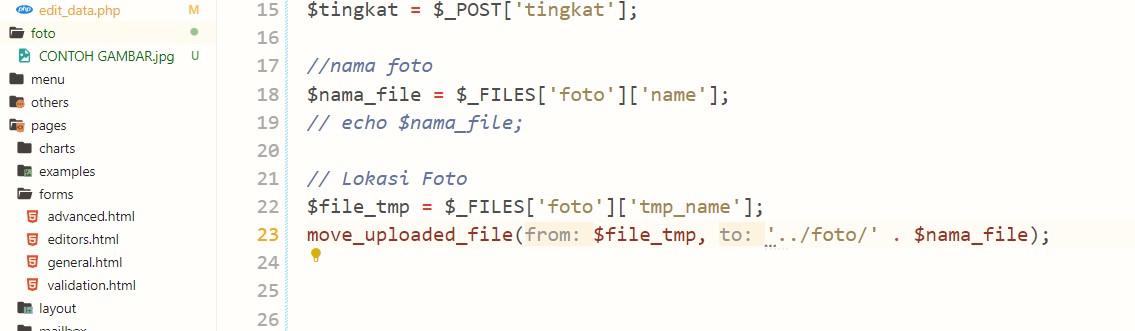 php edit_data.php M
foto
CONTOH GAMBAR.jpg U
menu
others
pages
charts
examples
forms
advanced.html
editors.html
general.html
validation.html
layout
mailbox
15 $tingkat = $_POST['tingkat'];
16
17 //nama foto
18 $nama_file = $_FILES['foto']['name'];
19 // echo $nama_file;
20
21 // Lokasi Foto
22 $file_tmp = $_FILES['foto']['tmp_name'];
23 move_uploaded_file(from: $file_tmp, to: '../foto/' . $nama_file);
24
25
26